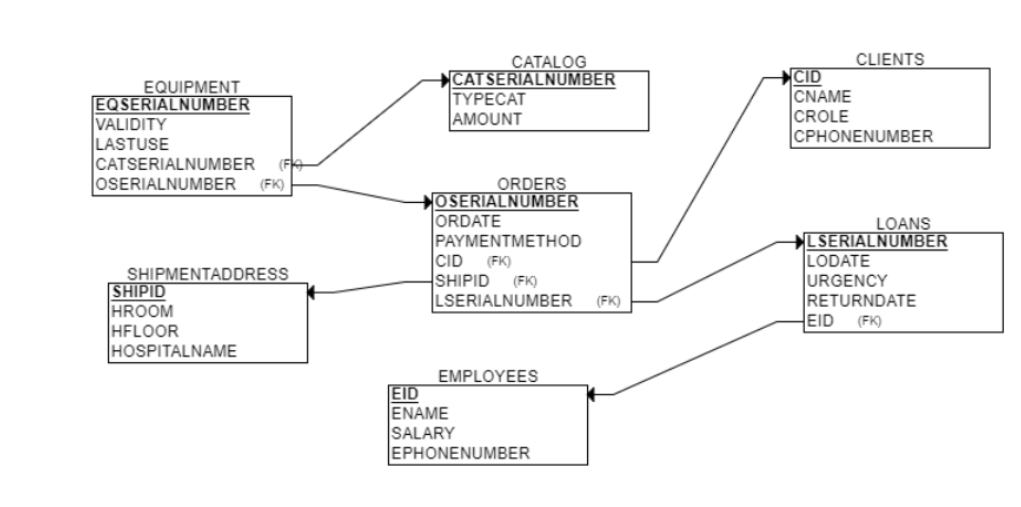 EQUIPMENT
EQSERIALNUMBER
VALIDITY
LASTUSE
CATSERIALNUMBER (FK)
OSERIALNUMBER (FK)
CATALOG
CATSERIALNUMBER
TYPECAT
AMOUNT
CLIENTS
CID
CNAME
CROLE
CPHONENUMBER
ORDERS
OSERIALNUMBER
ORDATE
PAYMENTMETHOD
CID (FK)
SHIPID (FK)
LSERIALNUMBER (FK)
LOANS
LSERIALNUMBER
LODATE
URGENCY
RETURNDATE
EID (FK)
SHIPMENTADDRESS
SHIPID
HROOM
HFLOOR
HOSPITALNAME
EMPLOYEES
EID
ENAME
SALARY
EPHONENUMBER